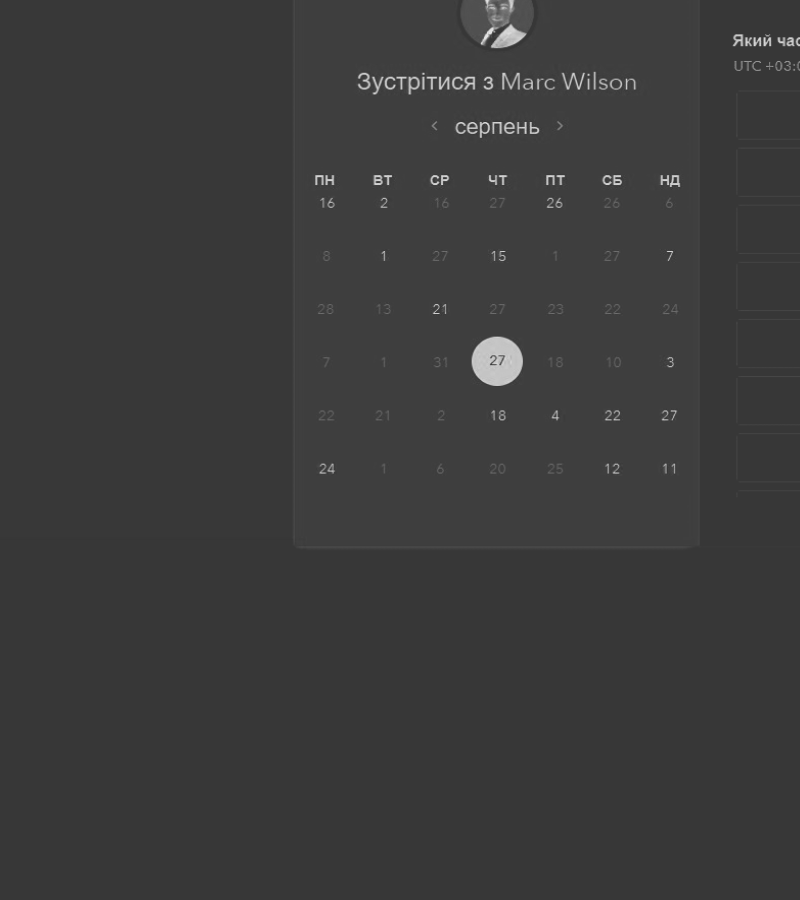 Зустрітися з Marc Wilson
< серпень >
ПН ВТ СР ЧТ ПТ СБ НД
16 2 16 27 26 26 6
8 1 27 15 1 27 7
28 13 21 27 23 22 24
7 1 31 27 18 10 3
22 21 2 18 4 22 27
24 1 6 20 25 12 11
Який час
UTC +03:0